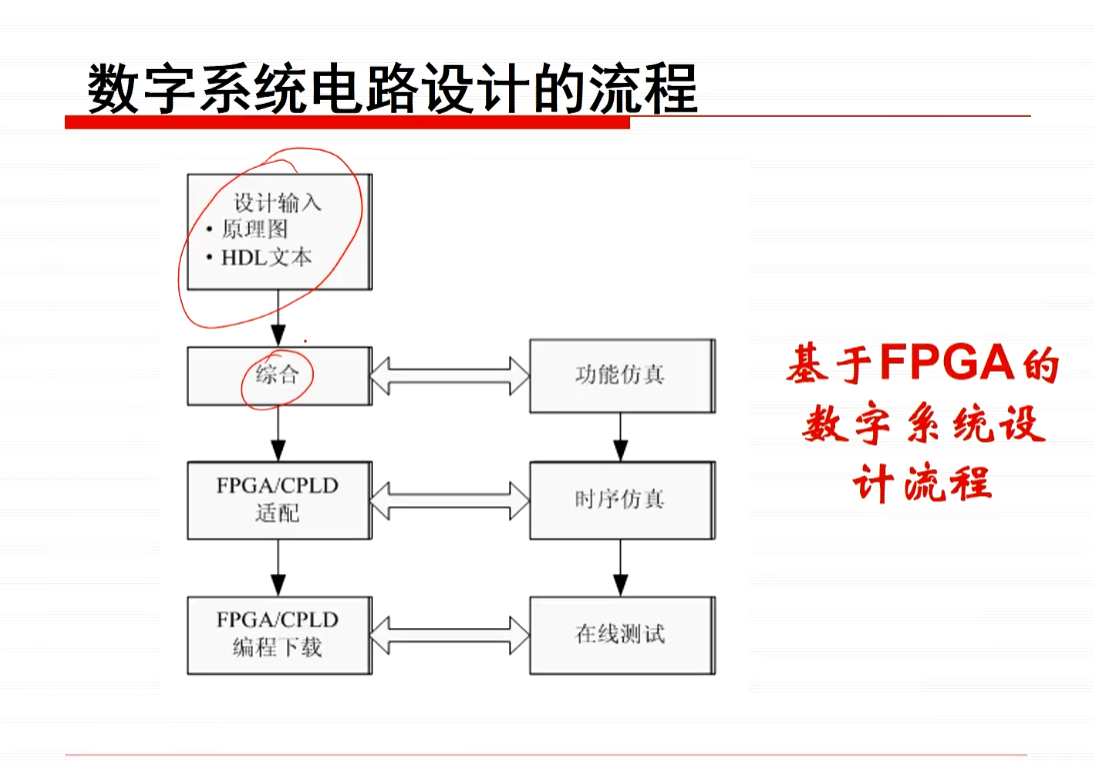 数字系统电路设计的流程
设计输入
• 原理图
• HDL文本
综合
功能仿真
FPGA/CPLD
适配
时序仿真
FPGA/CPLD
编程下载
在线测试
基于FPGA的
数字系统设
计流程